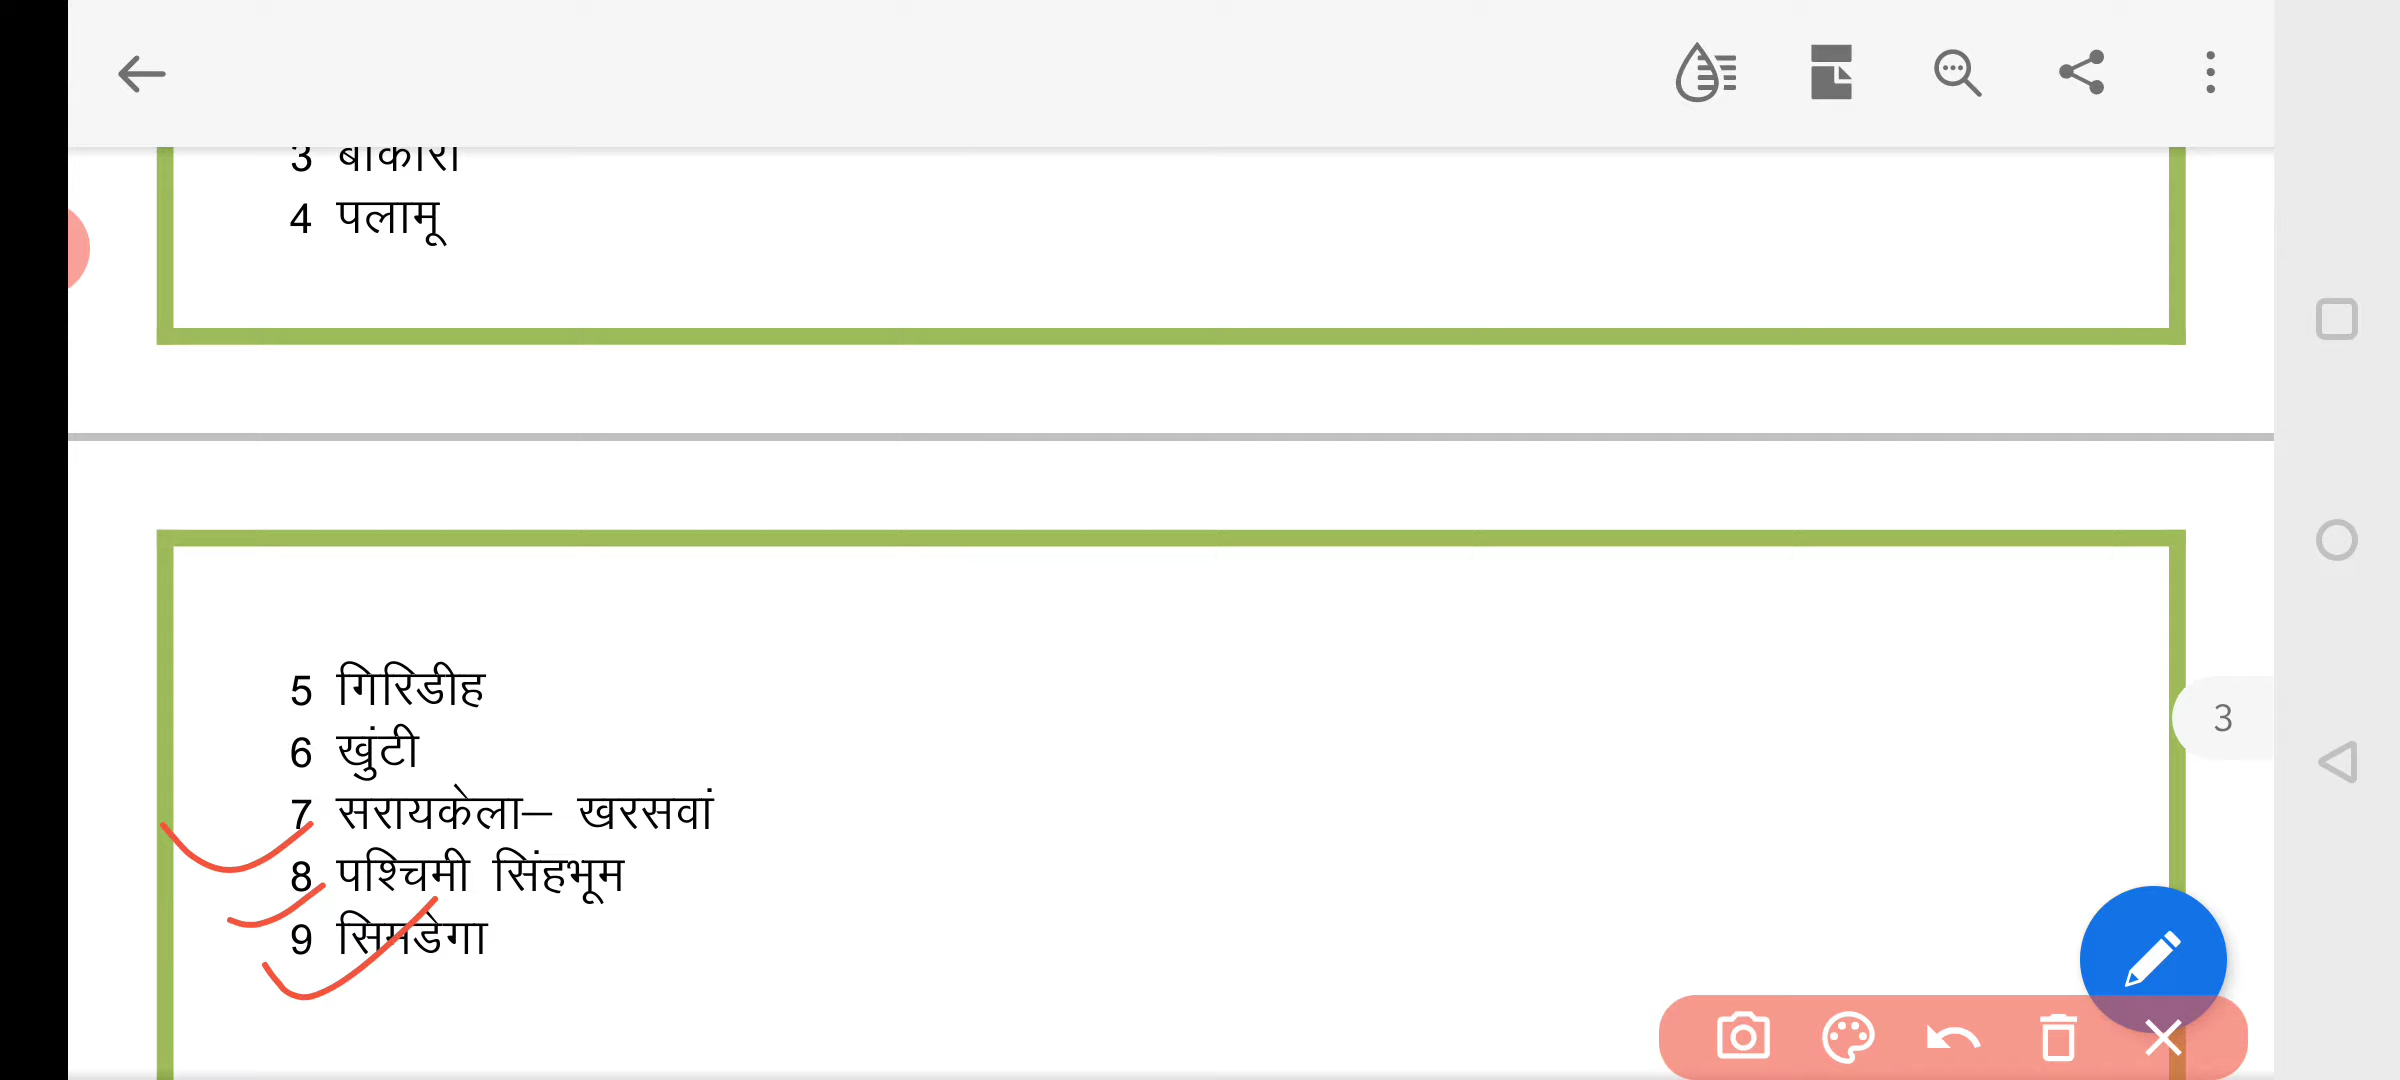 3 बोकारो
4 पलामू
5 गिरिडीह
6 खुंटी
7 सरायकेला– खरसवां
8 पश्चिमी सिंहभूम
9 सिमडेगा
3